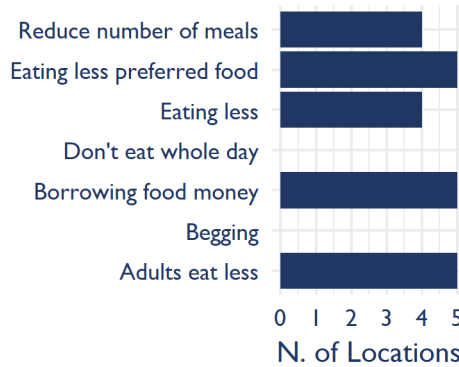 Reduce number of meals
Eating less preferred food
Eating less
Don't eat whole day
Borrowing food money
Begging
Adults eat less
0 1 2 3 4 5
N. of Locations